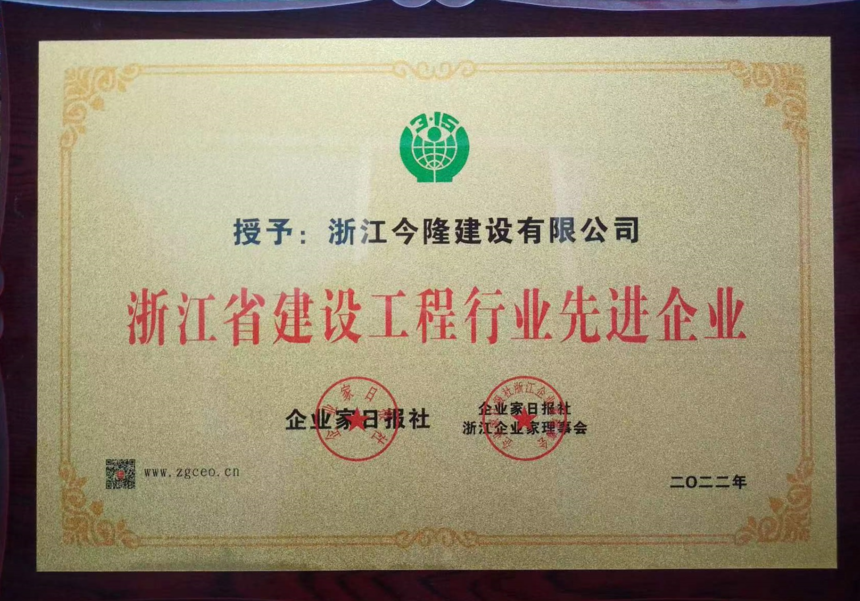 3·15
授予：浙江今隆建设有限公司
浙江省建设工程行业先进企业
企业家日报社
企业家日报社
浙江企业家理事会
www.zgceo.cn
二〇二二年